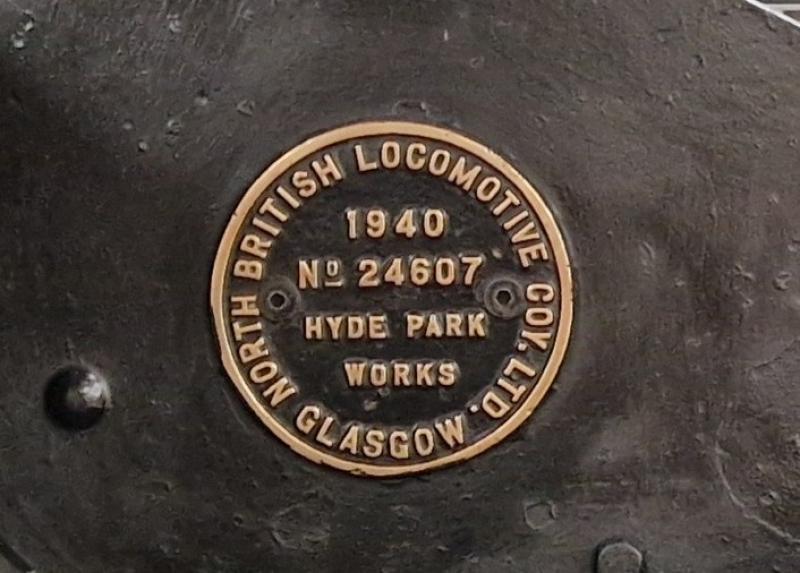 NORTH BRITISH LOCOMOTIVE COY. LTD.
1940
Nº 24607
HYDE PARK
WORKS
GLASGOW.